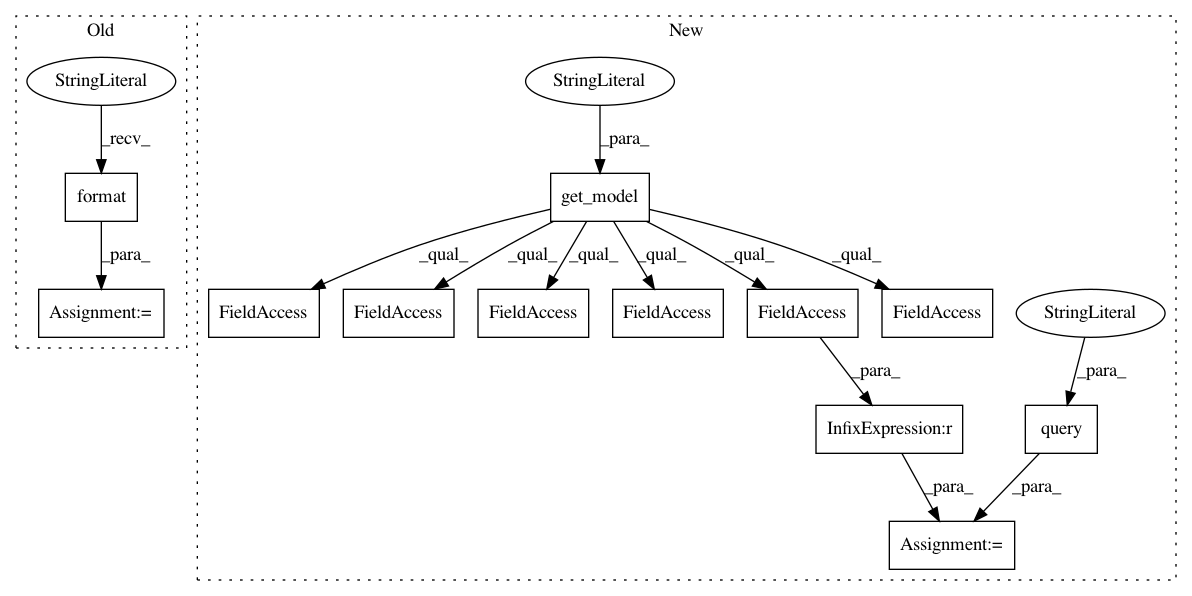 Old
New
StringLiteral
StringLiteral
_recv_
_para_
format
get_model
_para_
_qual_
_qual_
_qual_
_qual_
_qual_
_qual_
Assignment:=
FieldAccess
FieldAccess
FieldAccess
FieldAccess
FieldAccess
FieldAccess
StringLiteral
_para_
_para_
InfixExpression:r
query
_para_
_para_
Assignment:=